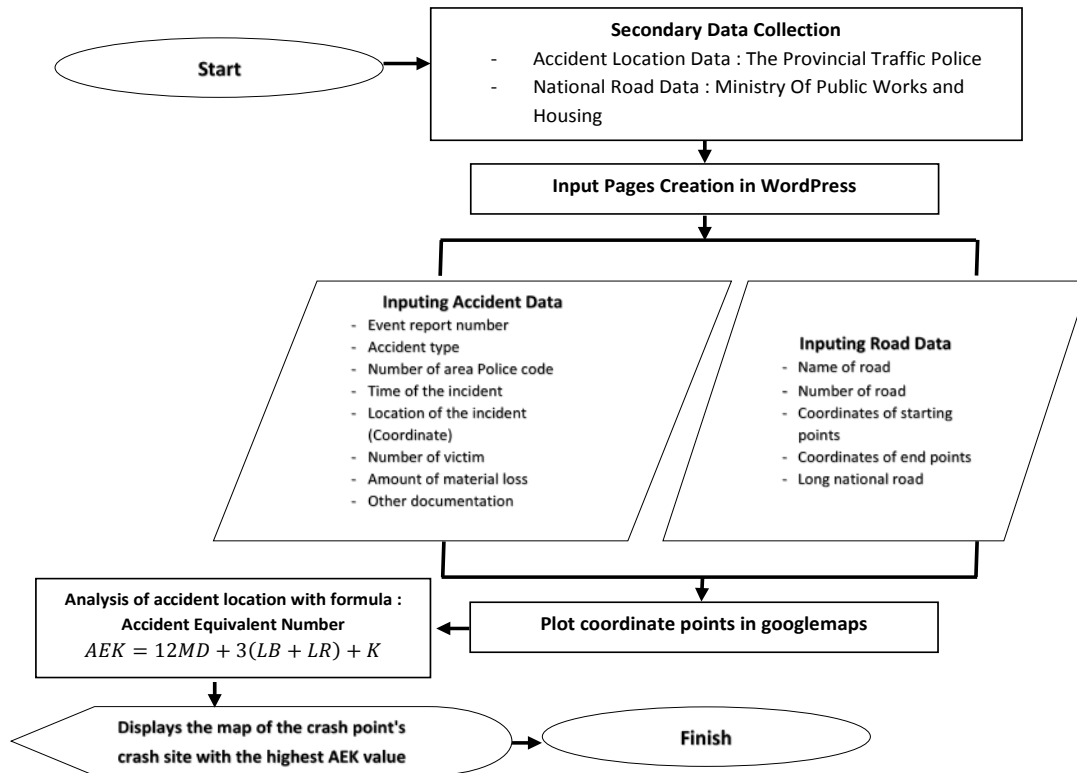 Start
Secondary Data Collection
- Accident Location Data : The Provincial Traffic Police
- National Road Data : Ministry Of Public Works and
Housing
Input Pages Creation in WordPress
Inputing Accident Data
- Event report number
- Accident type
- Number of area Police code
- Time of the incident
- Location of the incident
(Coordinate)
- Number of victim
- Amount of material loss
- Other documentation
Inputing Road Data
- Name of road
- Number of road
- Coordinates of starting
points
- Coordinates of end points
- Long national road
Plot coordinate points in googlemaps
Analysis of accident location with formula :
Accident Equivalent Number
AEK = 12MD + 3(LB + LR) + K
Displays the map of the crash point's
crash site with the highest AEK value
Finish